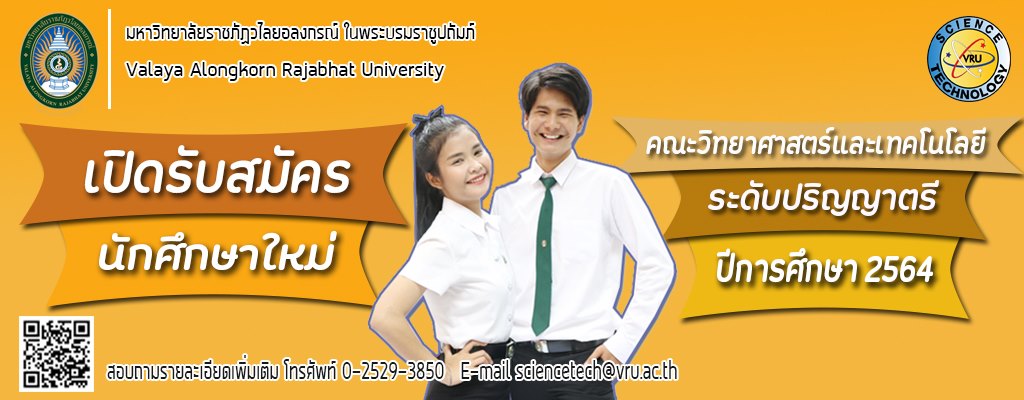 มหาวิทยาลัยราชภัฏวไลยอลงกรณ์ ในพระบรมราชูปถัมภ์
Valaya Alongkorn Rajabhat University
VALAYA ALONGKORN RAJABHAT UNIVERSITY
SCIENCE
VRU
TECHNOLOGY
เปิดรับสมัคร
นักศึกษาใหม่
คณะวิทยาศาสตร์และเทคโนโลยี
ระดับปริญญาตรี
ปีการศึกษา 2564
สอบถามรายละเอียดเพิ่มเติม โทรศัพท์ 0-2529-3850 E-mail sciencetech@vru.ac.th